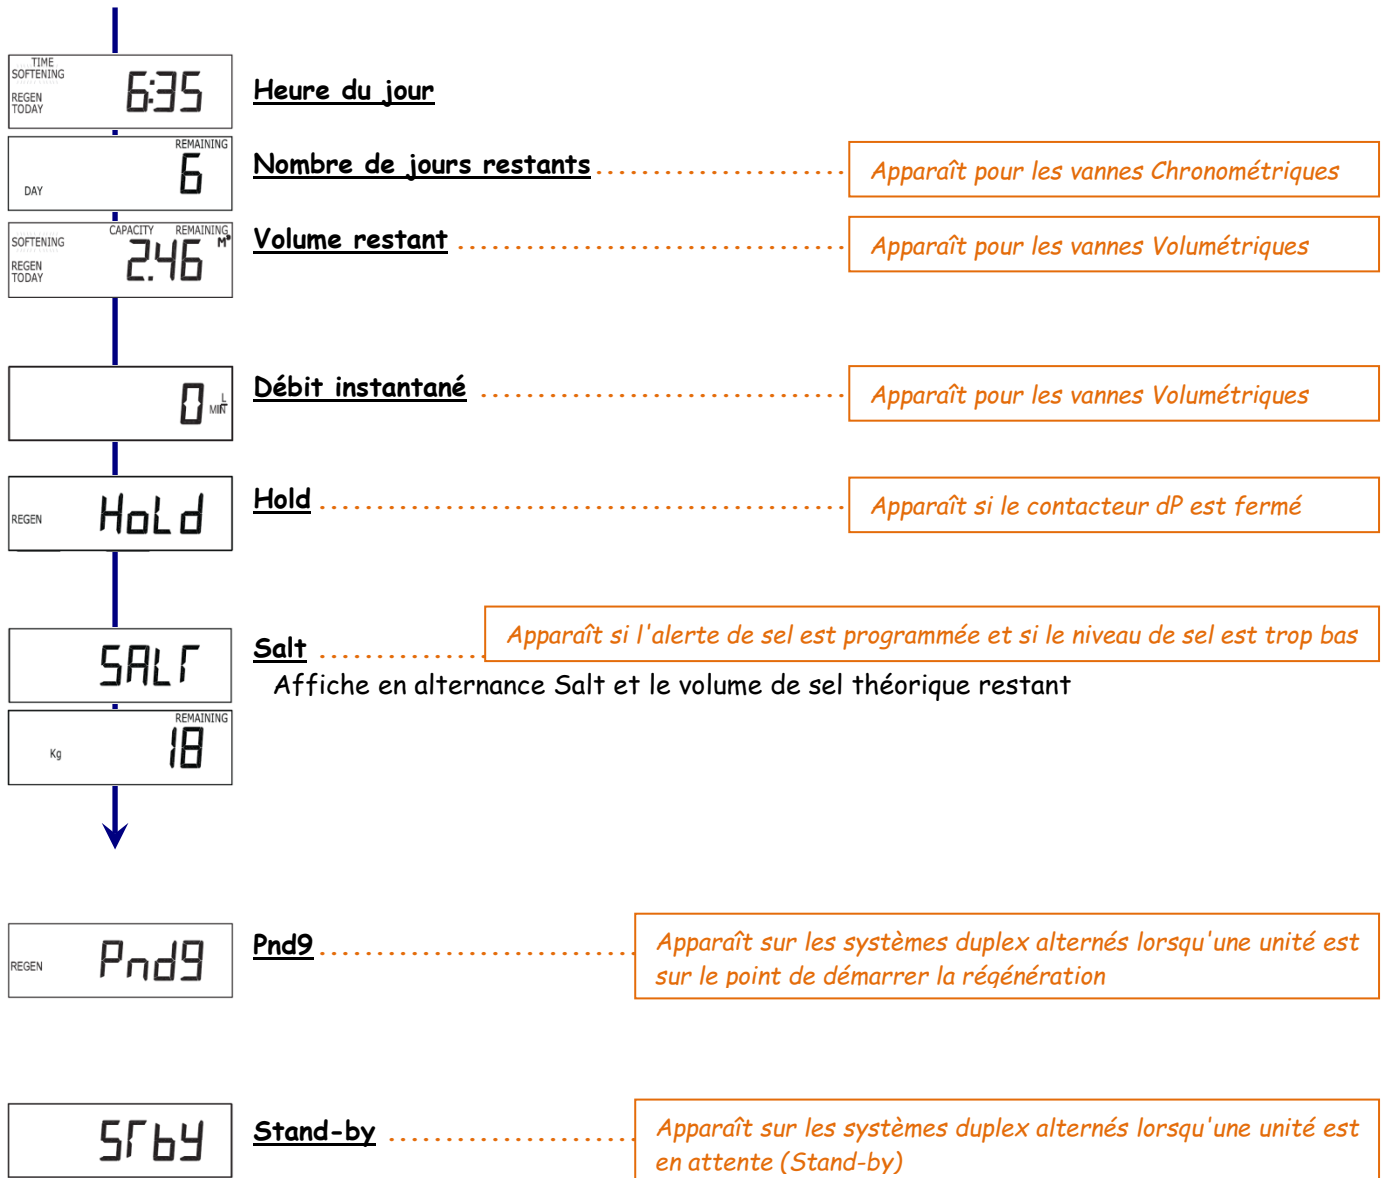 TIME
SOFTENING
REGEN
TODAY
6:35
Heure du jour
REMAINING
6
DAY
Nombre de jours restants
Apparaît pour les vannes Chronométriques
CAPACITY REMAINING
SOFTENING
2.46 M³
REGEN
TODAY
Volume restant
Apparaît pour les vannes Volumétriques
0 L
MIN
Débit instantané
Apparaît pour les vannes Volumétriques
REGEN
HoLd
Hold
Apparaît si le contacteur dP est fermé
SALT
Salt
Apparaît si l'alerte de sel est programmée et si le niveau de sel est trop bas
Affiche en alternance Salt et le volume de sel théorique restant
REMAINING
Kg
18
REGEN
Pnd9
Pnd9
Apparaît sur les systèmes duplex alternés lorsqu'une unité est
sur le point de démarrer la régénération
STbY
Stand-by
Apparaît sur les systèmes duplex alternés lorsqu'une unité est
en attente (Stand-by)